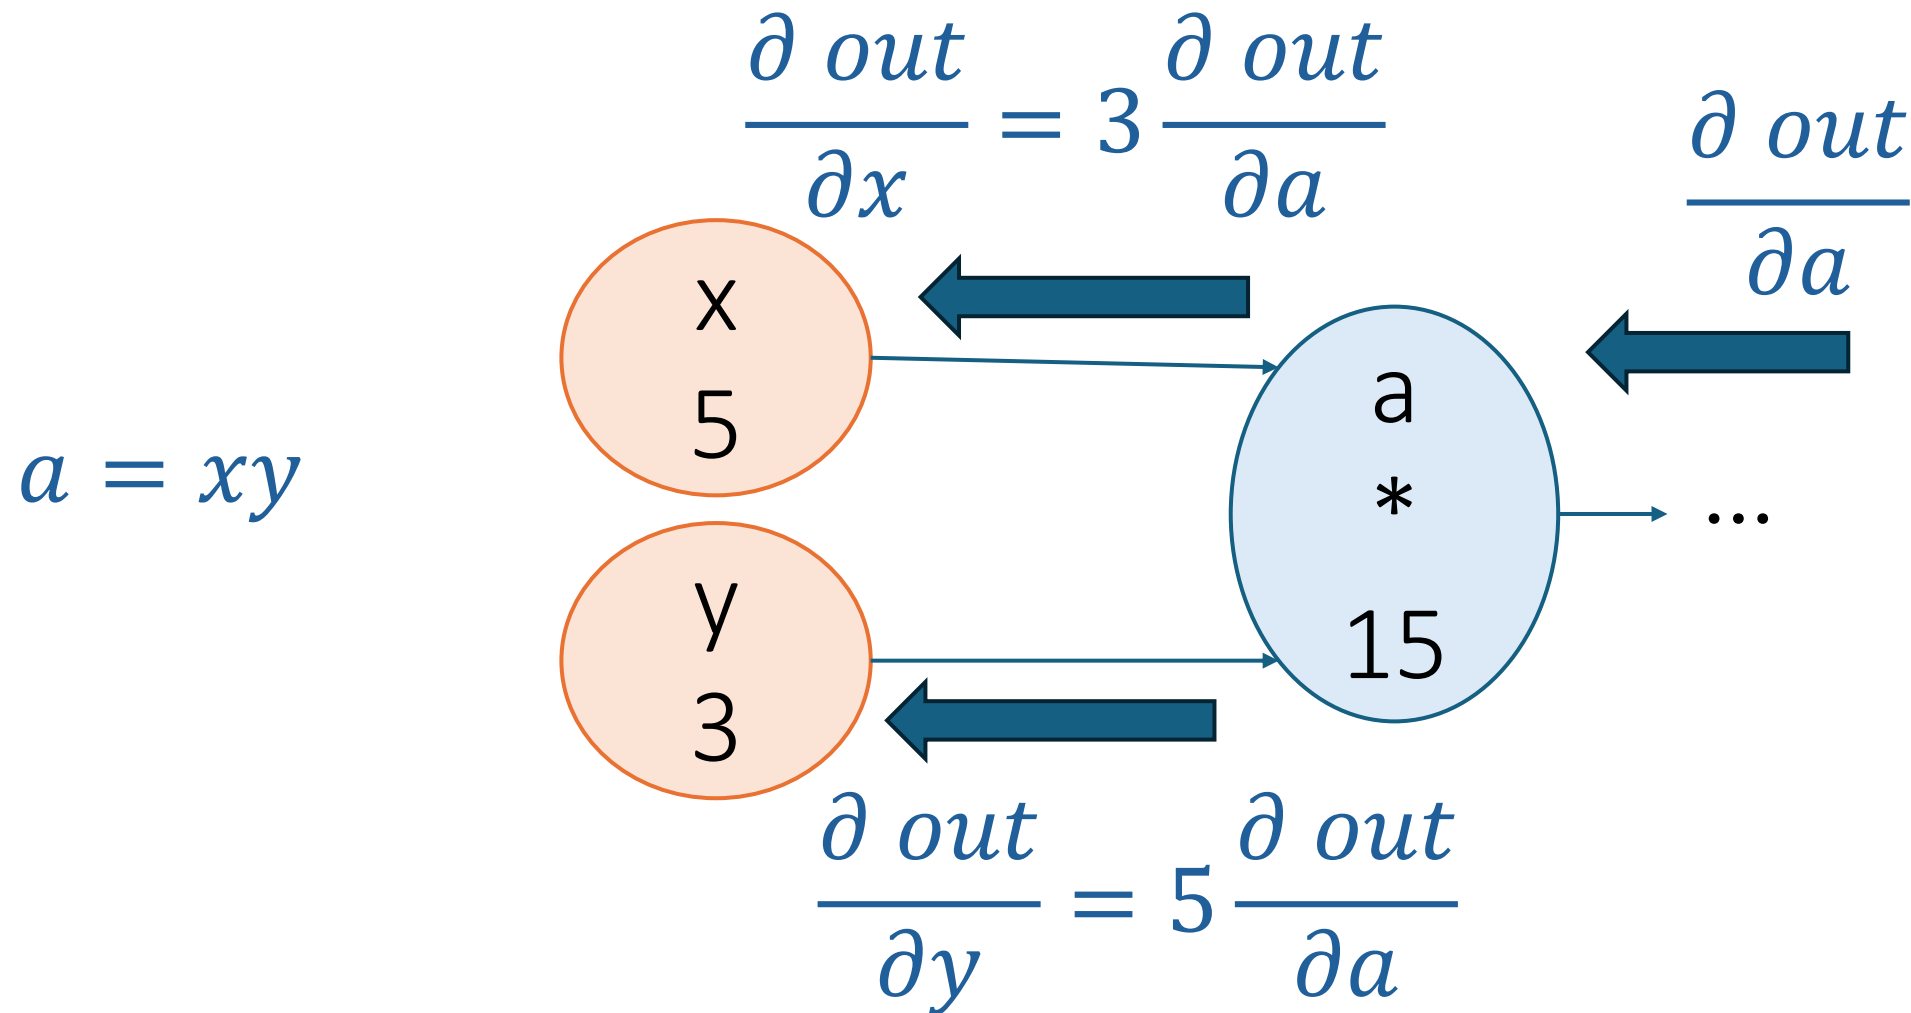 ∂ out / ∂x = 3 ∂ out / ∂a
∂ out / ∂a
x
5
a
*
15
a = xy
...
y
3
∂ out / ∂y = 5 ∂ out / ∂a